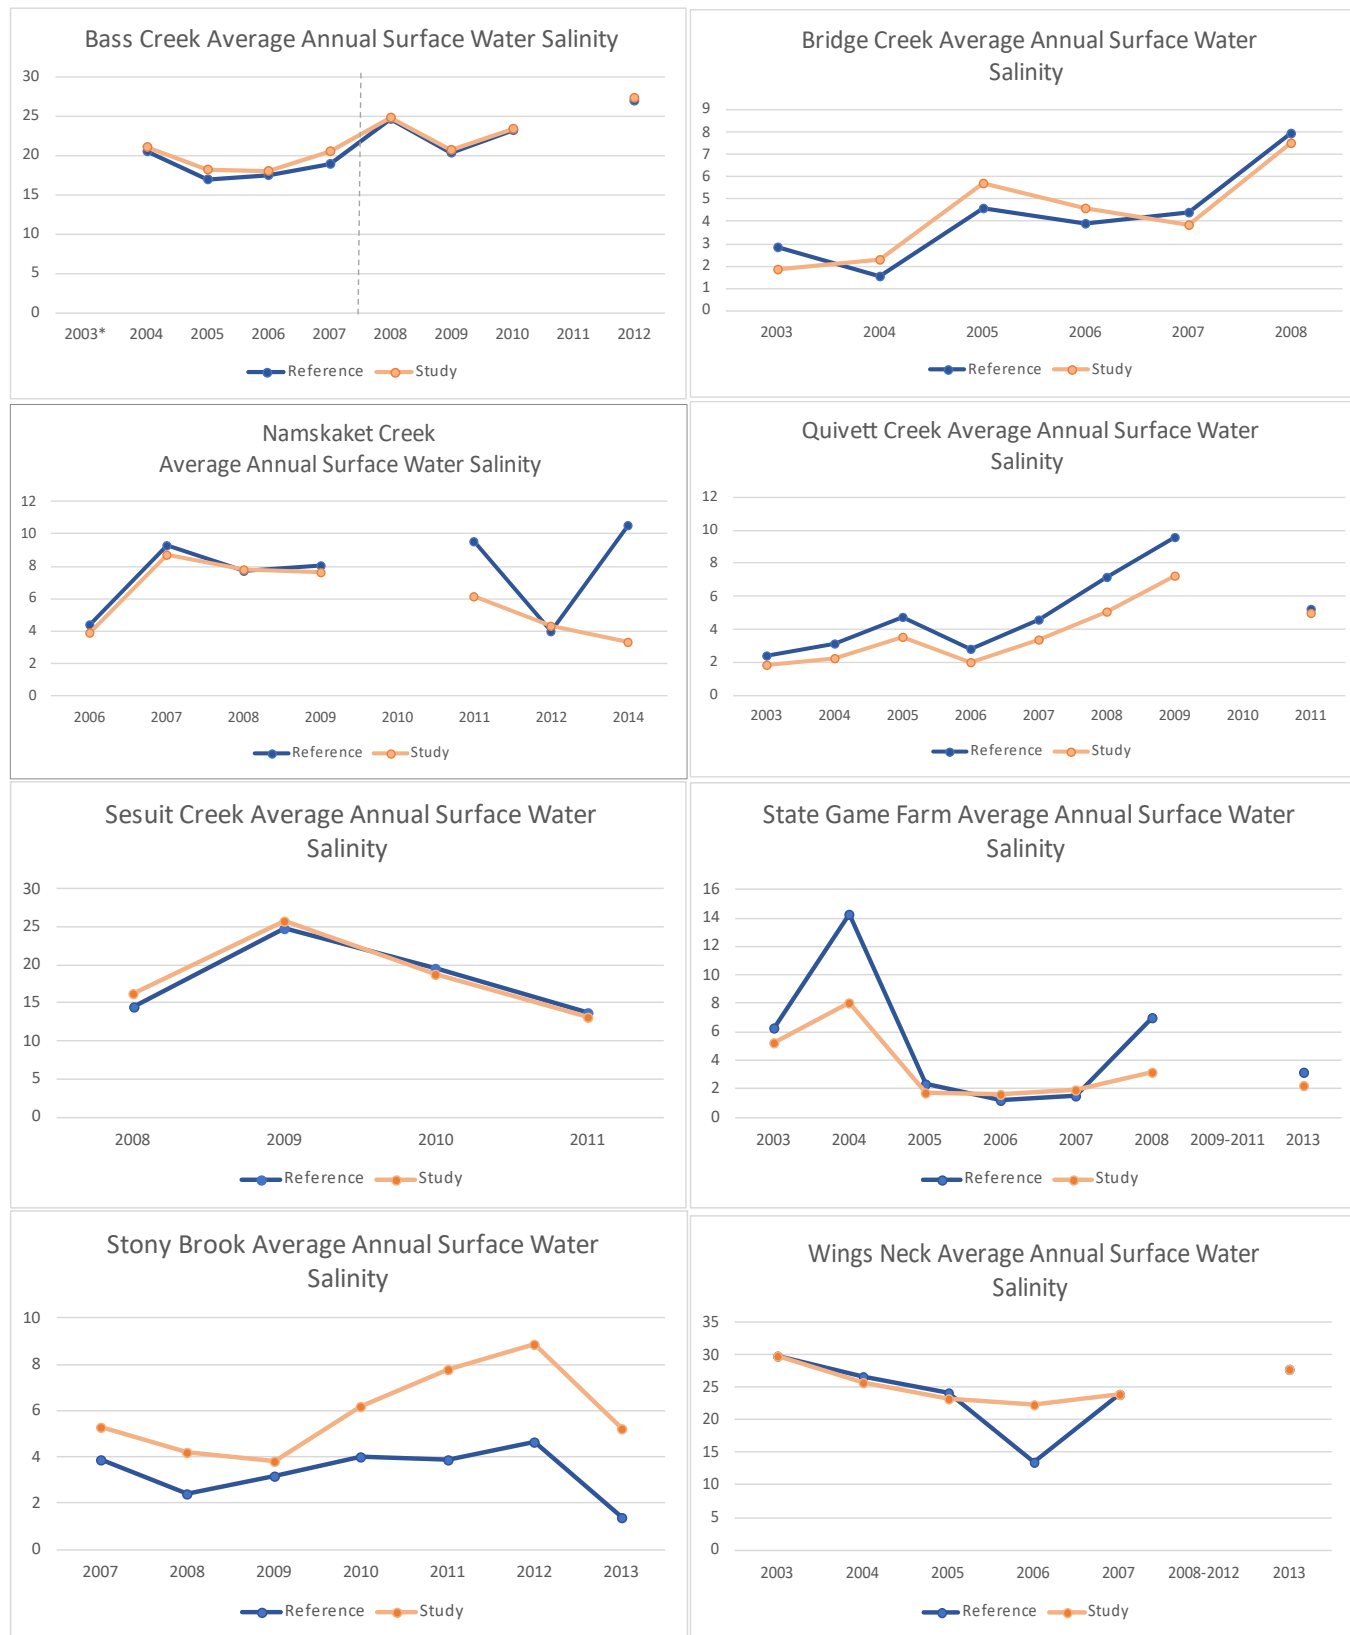 Bass Creek Average Annual Surface Water Salinity
30
25
20
15
10
5
0
2003* 2004 2005 2006 2007 2008 2009 2010 2011 2012
Reference Study
Bridge Creek Average Annual Surface Water
Salinity
9
8
7
6
5
4
3
2
1
0
2003 2004 2005 2006 2007 2008
Reference Study
Namskaket Creek
Average Annual Surface Water Salinity
12
10
8
6
4
2
0
2006 2007 2008 2009 2010 2011 2012 2014
Reference Study
Quivett Creek Average Annual Surface Water
Salinity
12
10
8
6
4
2
0
2003 2004 2005 2006 2007 2008 2009 2010 2011
Reference Study
Sesuit Creek Average Annual Surface Water
Salinity
30
25
20
15
10
5
0
2008 2009 2010 2011
Reference Study
State Game Farm Average Annual Surface Water
Salinity
16
14
12
10
8
6
4
2
0
2003 2004 2005 2006 2007 2008 2009-2011 2013
Reference Study
Stony Brook Average Annual Surface Water
Salinity
10
8
6
4
2
0
2007 2008 2009 2010 2011 2012 2013
Reference Study
Wings Neck Average Annual Surface Water
Salinity
35
30
25
20
15
10
5
0
2003 2004 2005 2006 2007 2008-2012 2013
Reference Study